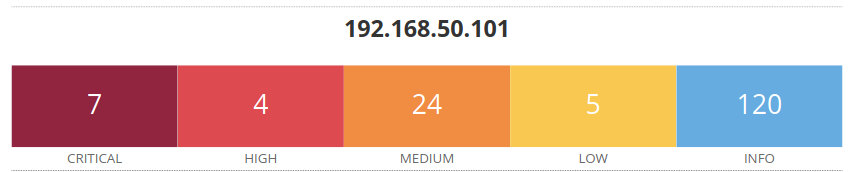 192.168.50.101
7 4 24 5 120
CRITICAL HIGH MEDIUM LOW INFO